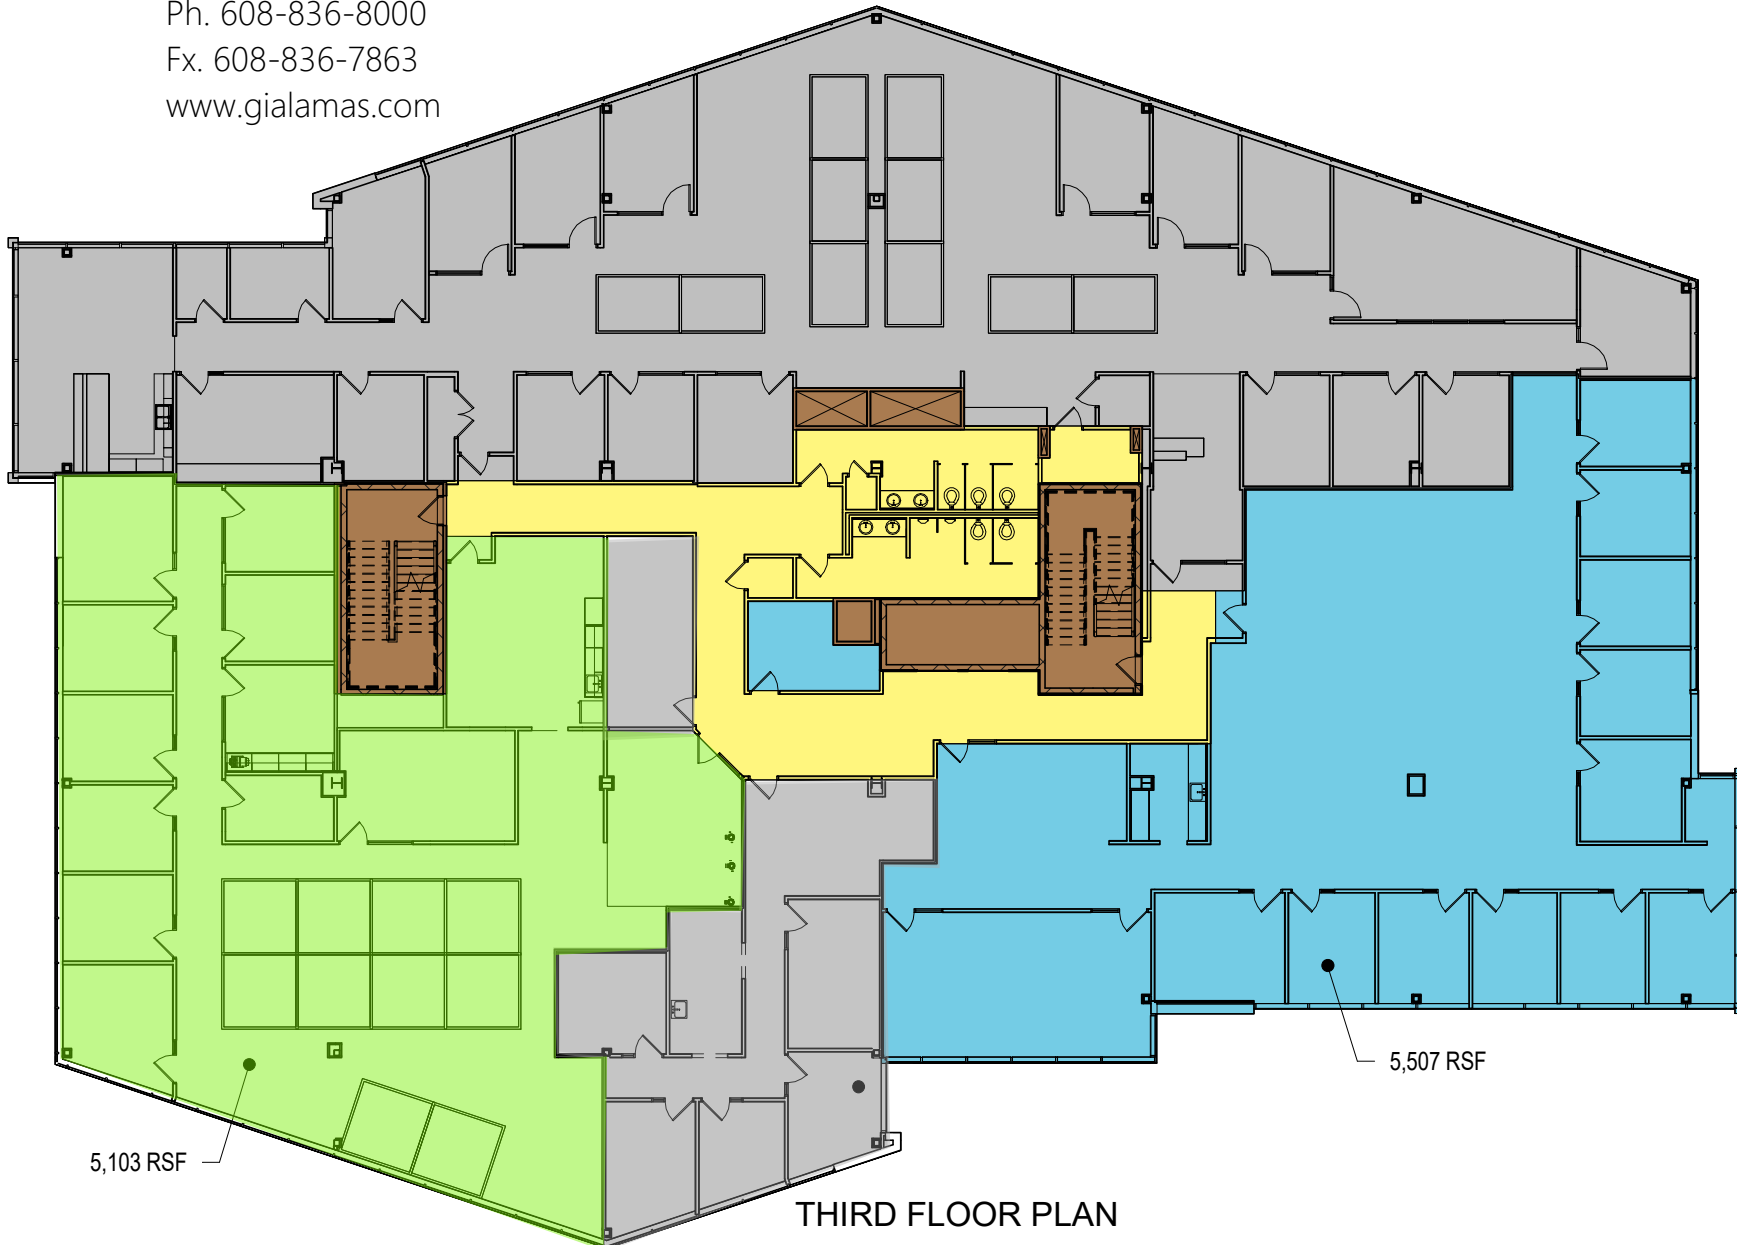 Ph. 608-836-8000
Fx. 608-836-7863
www.gialamas.com
5,507 RSF
5,103 RSF
THIRD FLOOR PLAN